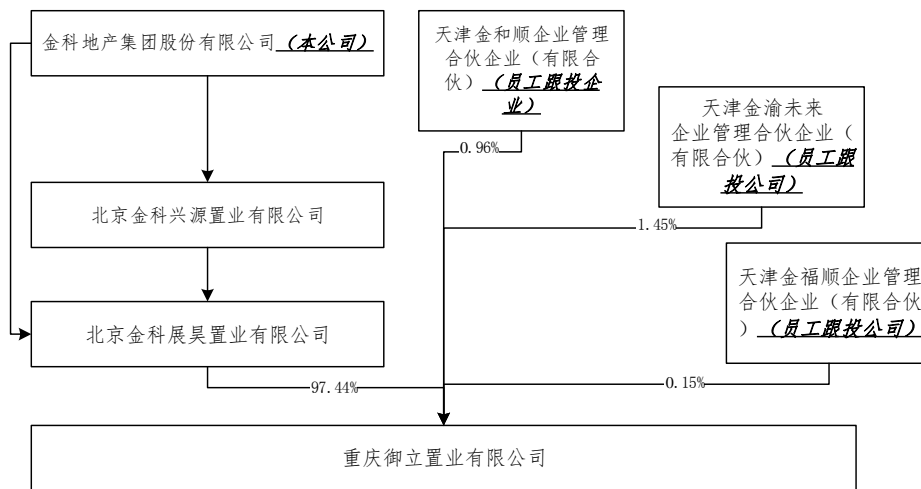 金科地产集团股份有限公司（本公司）
天津金和顺企业管理
合伙企业（有限合
伙）（员工跟投企
业）
天津金渝未来
企业管理合伙企业（
有限合伙）（员工跟
投公司）
0.96%
北京金科兴源置业有限公司
1.45%
天津金福顺企业管理
合伙企业（有限合伙
）（员工跟投公司）
北京金科展昊置业有限公司
97.44%
0.15%
重庆御立置业有限公司